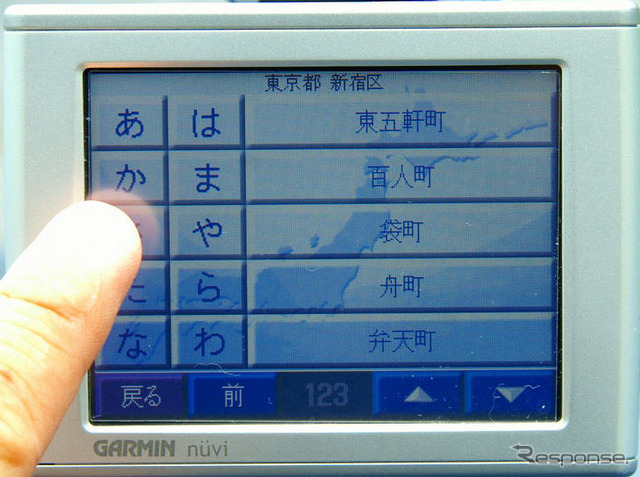 東京都 新宿区
あ は 東五軒町
か ま 百人町
や 袋町
ら 舟町
な わ 弁天町
戻る 前 123
GARMIN nüvi
Response.